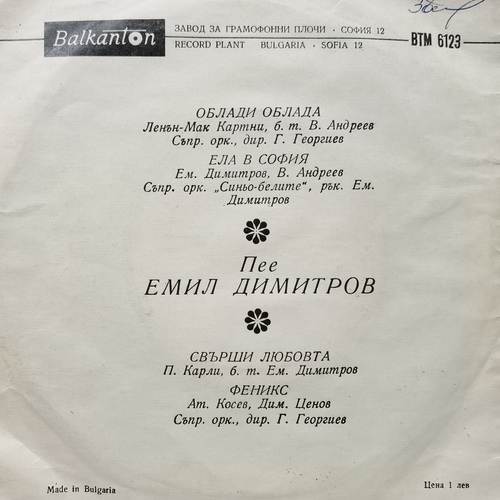 Balkanton
ЗАВОД ЗА ГРАМОФОННИ ПЛОЧИ · СОФИЯ 12
RECORD PLANT BULGARIA · SOFIA 12
ВТМ 6123
ОБЛАДИ ОБЛАДА
Ленън-Мак Картни, б. т. В. Андреев
Съпр. орк., дир. Г. Георгиев
ЕЛА В СОФИЯ
Ем. Димитров, В. Андреев
Съпр. орк. „Синьо-белите“, рък. Ем.
Димитров
Пее
ЕМИЛ ДИМИТРОВ
СВЪРШИ ЛЮБОВТА
П. Карли, б. т. Ем. Димитров
ФЕНИКС
Ат. Косев, Дим. Ценов
Съпр. орк., дир. Г. Георгиев
Made in Bulgaria
Цена 1 лев